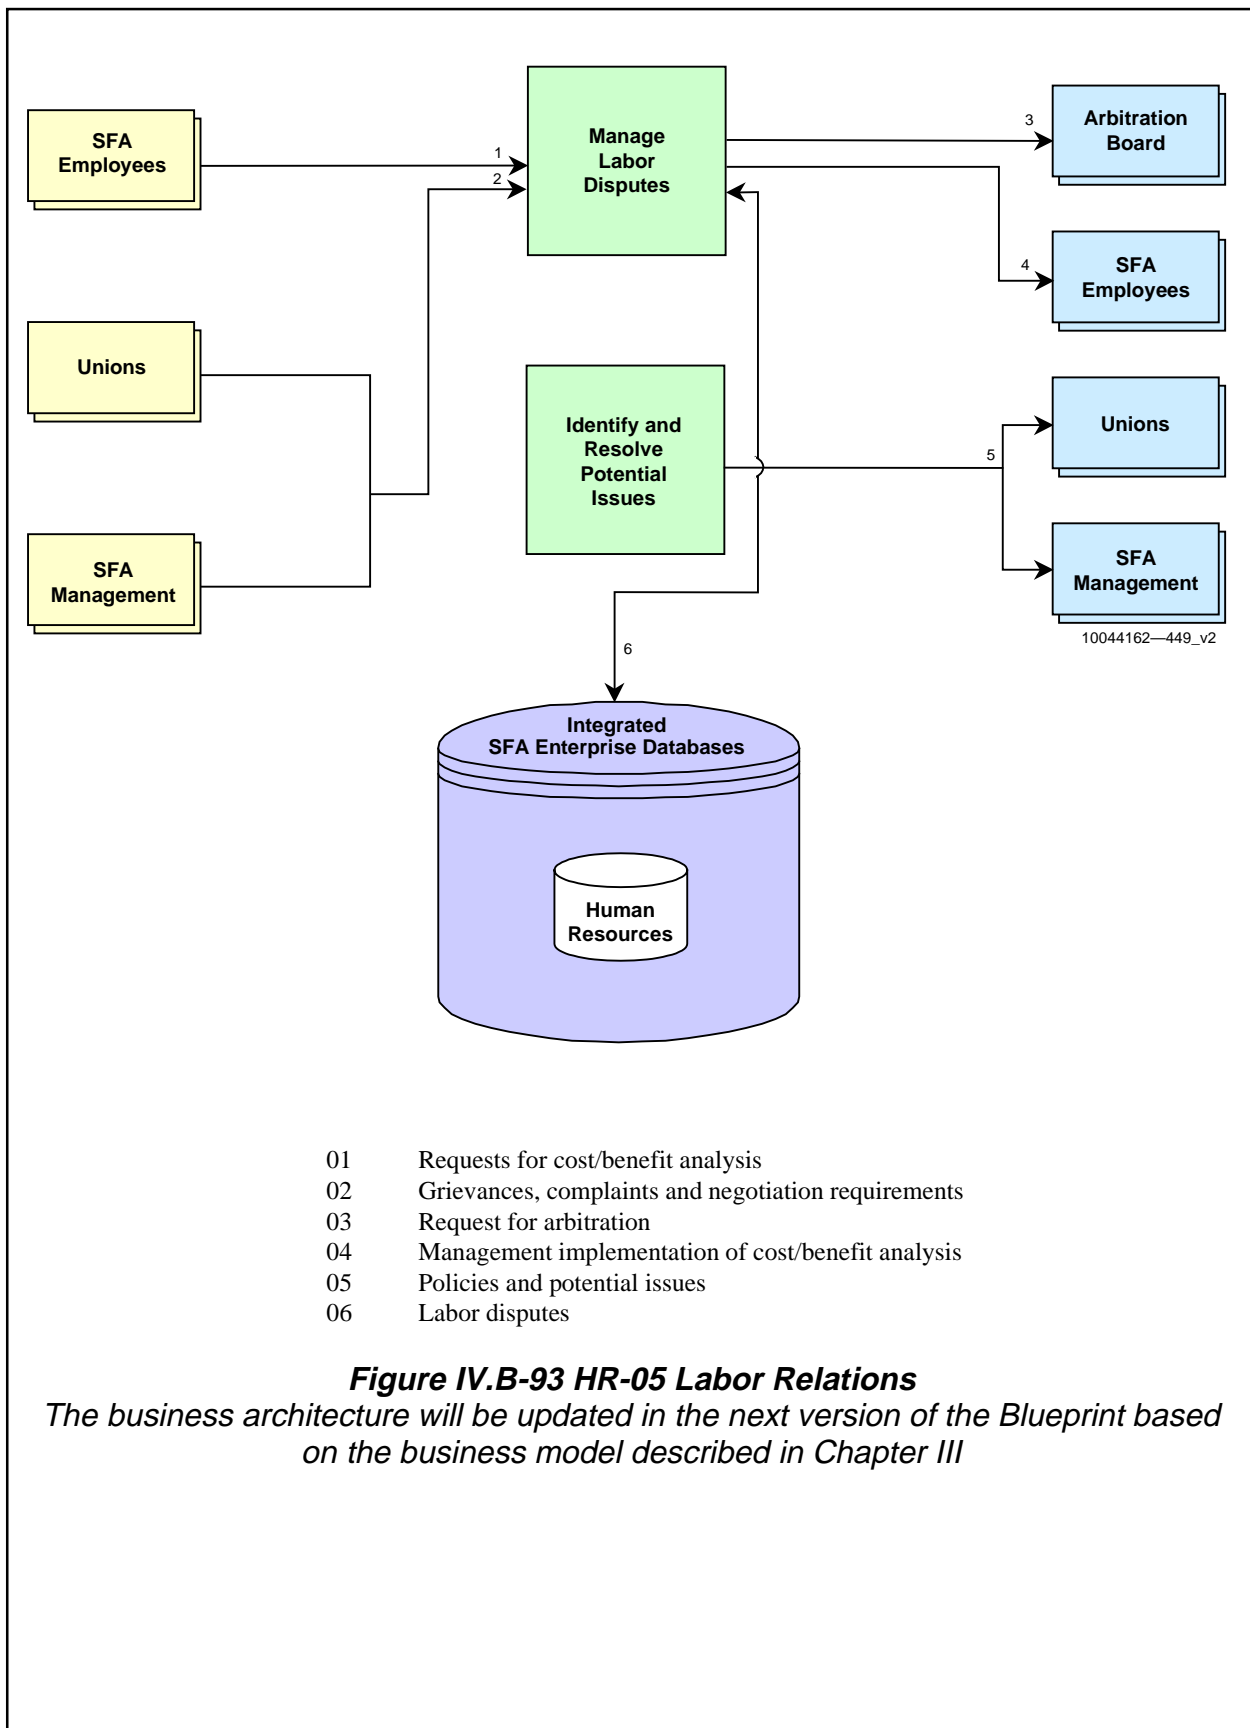 SFA
Employees
1
2
Manage
Labor
Disputes
3
Arbitration
Board
4
SFA
Employees
Unions
Identify and
Resolve
Potential
Issues
5
Unions
SFA
Management
SFA
Management
10044162—449_v2
6
Integrated
SFA Enterprise Databases
Human
Resources
01 Requests for cost/benefit analysis
02 Grievances, complaints and negotiation requirements
03 Request for arbitration
04 Management implementation of cost/benefit analysis
05 Policies and potential issues
06 Labor disputes
Figure IV.B-93 HR-05 Labor Relations
The business architecture will be updated in the next version of the Blueprint based
on the business model described in Chapter III